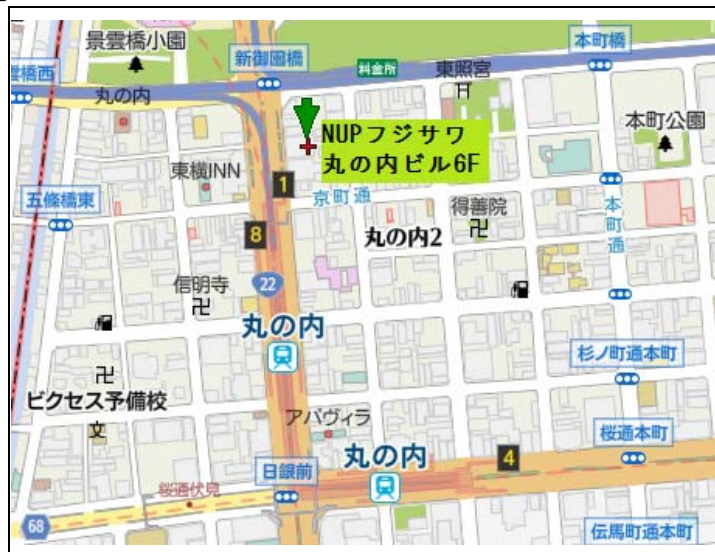 景雲橋小園
新御園橋
本町橋
雲橋西
丸の内
料金所
東照宮
本町公園
NUPフジサワ
丸の内ビル6F
東横INN
1
京町通
五條橋東
8
丸の内2
得善院
本町通
22
信明寺
丸の内
杉ノ町通本町
ビクセス予備校
文
アパヴィラ
桜通本町
丸の内
4
日銀前
桜通伏見
68
伝馬町通本町